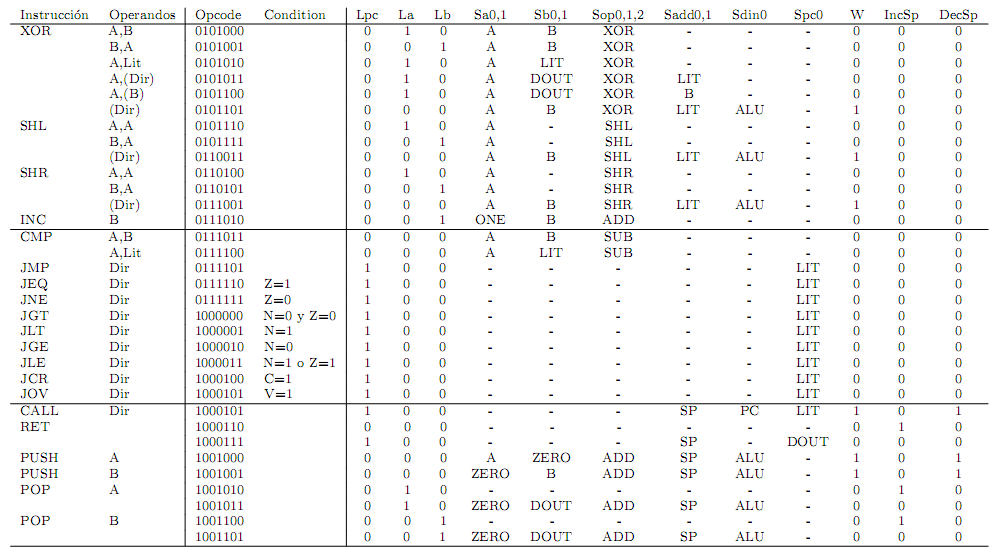 Instrucción Operandos Opcode Condition Lpc La Lb Sa0,1 Sb0,1 Sop0,1,2 Sadd0,1 Sdin0 Spc0 W IncSp DecSp
XOR A,B 0101000 0 1 0 A B XOR - - - 0 0 0
B,A 0101001 0 0 1 A B XOR - - - 0 0 0
A,Lit 0101010 0 1 0 A LIT XOR - - - 0 0 0
A,(Dir) 0101011 0 1 0 A DOUT XOR LIT - - 0 0 0
A,(B) 0101100 0 1 0 A DOUT XOR B - - 0 0 0
(Dir) 0101101 0 0 0 A B XOR LIT ALU - 1 0 0
SHL A,A 0101110 0 1 0 A - SHL - - - 0 0 0
B,A 0101111 0 0 1 A - SHL - - - 0 0 0
(Dir) 0110011 0 0 0 A B SHL LIT ALU - 1 0 0
SHR A,A 0110100 0 1 0 A - SHR - - - 0 0 0
B,A 0110101 0 0 1 A - SHR - - - 0 0 0
(Dir) 0111001 0 0 0 A B SHR LIT ALU - 1 0 0
INC B 0111010 0 0 1 ONE B ADD - - - 0 0 0
CMP A,B 0111011 0 0 0 A B SUB - - - 0 0 0
A,Lit 0111100 0 0 0 A LIT SUB - - - 0 0 0
JMP Dir 0111101 1 0 0 - - - - - LIT 0 0 0
JEQ Dir 0111110 Z=1 1 0 0 - - - - - LIT 0 0 0
JNE Dir 0111111 Z=0 1 0 0 - - - - - LIT 0 0 0
JGT Dir 1000000 N=0 y Z=0 1 0 0 - - - - - LIT 0 0 0
JLT Dir 1000001 N=1 1 0 0 - - - - - LIT 0 0 0
JGE Dir 1000010 N=0 1 0 0 - - - - - LIT 0 0 0
JLE Dir 1000011 N=1 o Z=1 1 0 0 - - - - - LIT 0 0 0
JCR Dir 1000100 C=1 1 0 0 - - - - - LIT 0 0 0
JOV Dir 1000101 V=1 1 0 0 - - - - - LIT 0 0 0
CALL Dir 1000101 1 0 0 - - - SP PC LIT 1 0 1
RET 1000110 0 0 0 - - - - - - 0 1 0
1000111 1 0 0 - - - SP - DOUT 0 0 0
PUSH A 1001000 0 0 0 A ZERO ADD SP ALU - 1 0 1
PUSH B 1001001 0 0 0 ZERO B ADD SP ALU - 1 0 1
POP A 1001010 0 1 0 - - - - - - 0 1 0
1001011 0 1 0 ZERO DOUT ADD SP ALU - 0 0 0
POP B 1001100 0 0 1 - - - - - - 0 1 0
1001101 0 0 1 ZERO DOUT ADD SP ALU - 0 0 0